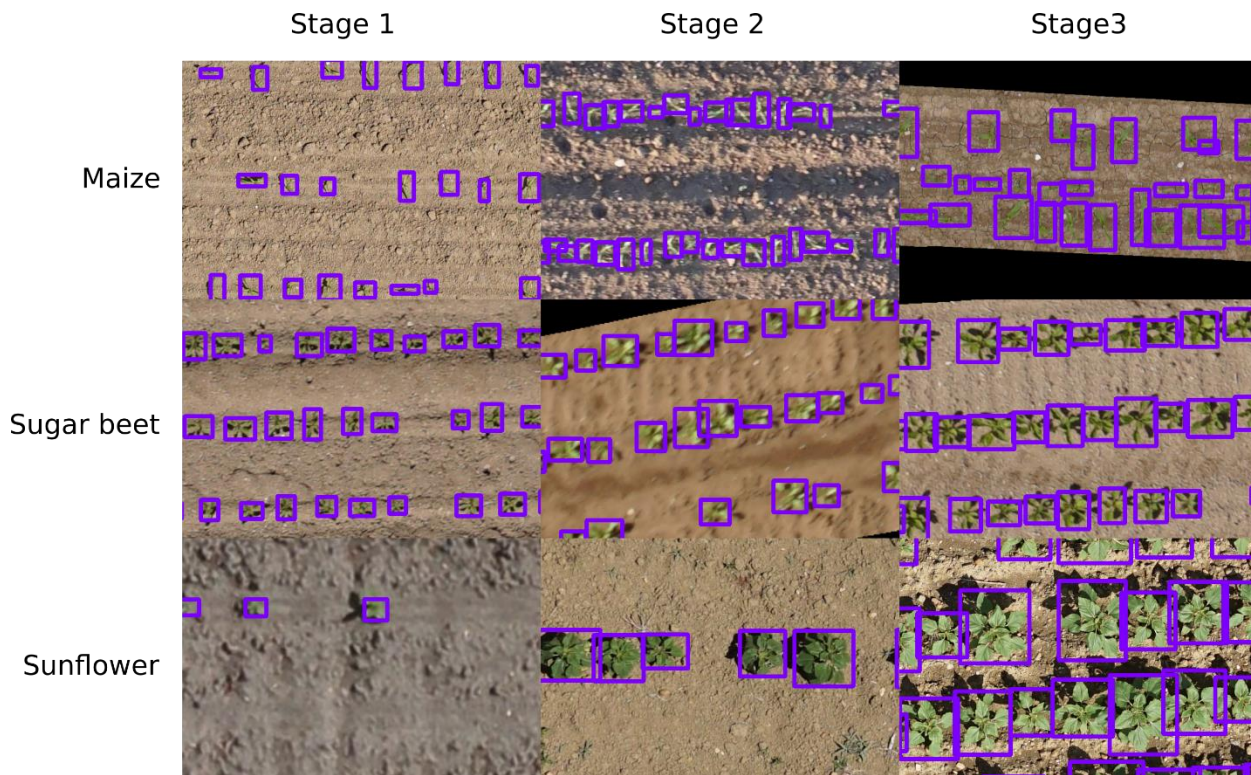 Stage 1
Stage 2
Stage3
Maize
Sugar beet
Sunflower